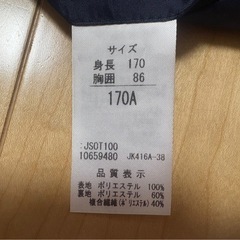 サイズ
身長 170
胸囲 86
170A
:JSOT100
10659480 JK416A-38
品質表示
表地 ポリエステル 100%
裏地 ポリエステル 60%
複合繊維(ポリエステル) 40%